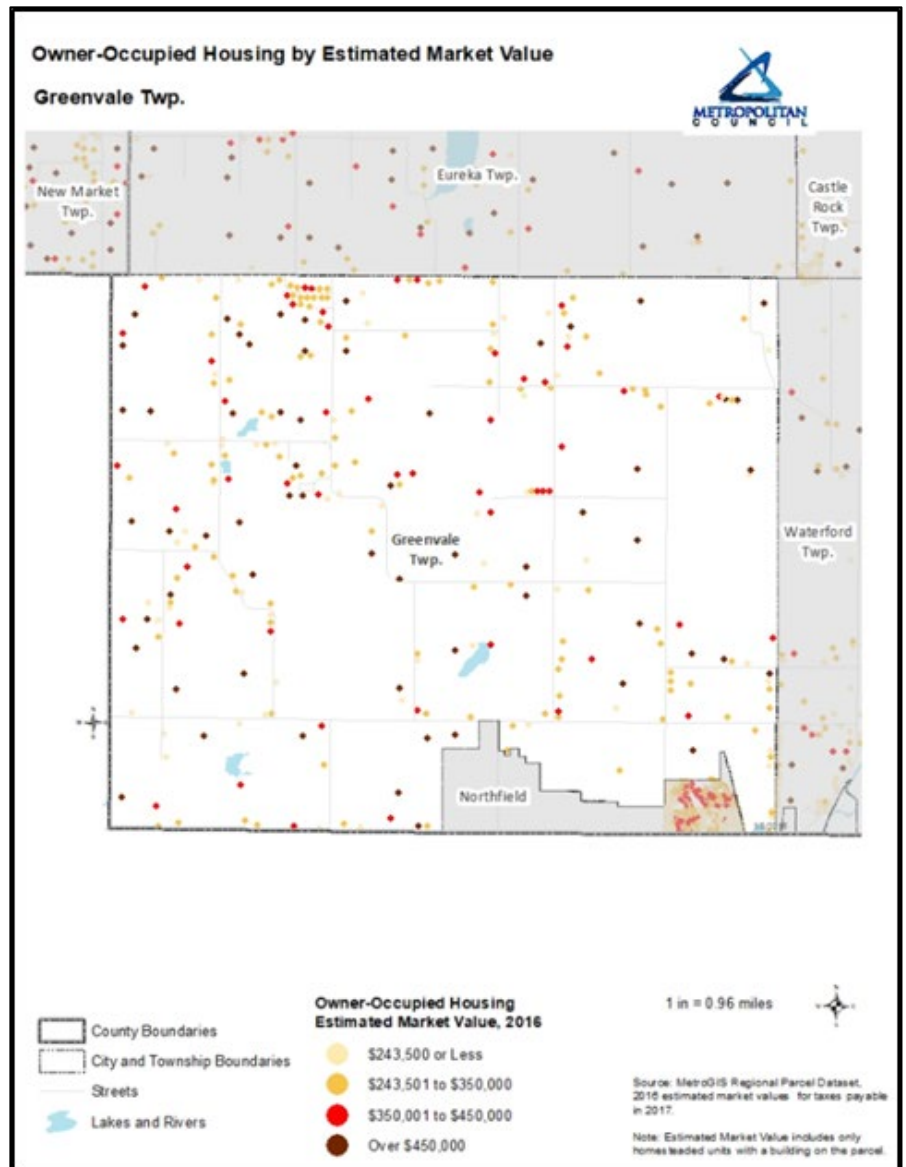 Owner-Occupied Housing by Estimated Market Value
Greenvale Twp.
METROPOLITAN
COUNCIL
New Market
Twp.
Eureka Twp.
Castle
Rock
Twp.
Greenvale
Twp.
Waterford
Twp.
Northfield
County Boundaries
City and Township Boundaries
Streets
Lakes and Rivers
Owner-Occupied Housing
Estimated Market Value, 2016
$243,500 or Less
$243,501 to $350,000
$350,001 to $450,000
Over $450,000
1 in = 0.96 miles
Source: MetroGIS Regional Parcel Dataset,
2016 estimated market values for taxes payable
in 2017.
Note: Estimated Market Value includes only
homesteaded units with a building on the parcel.